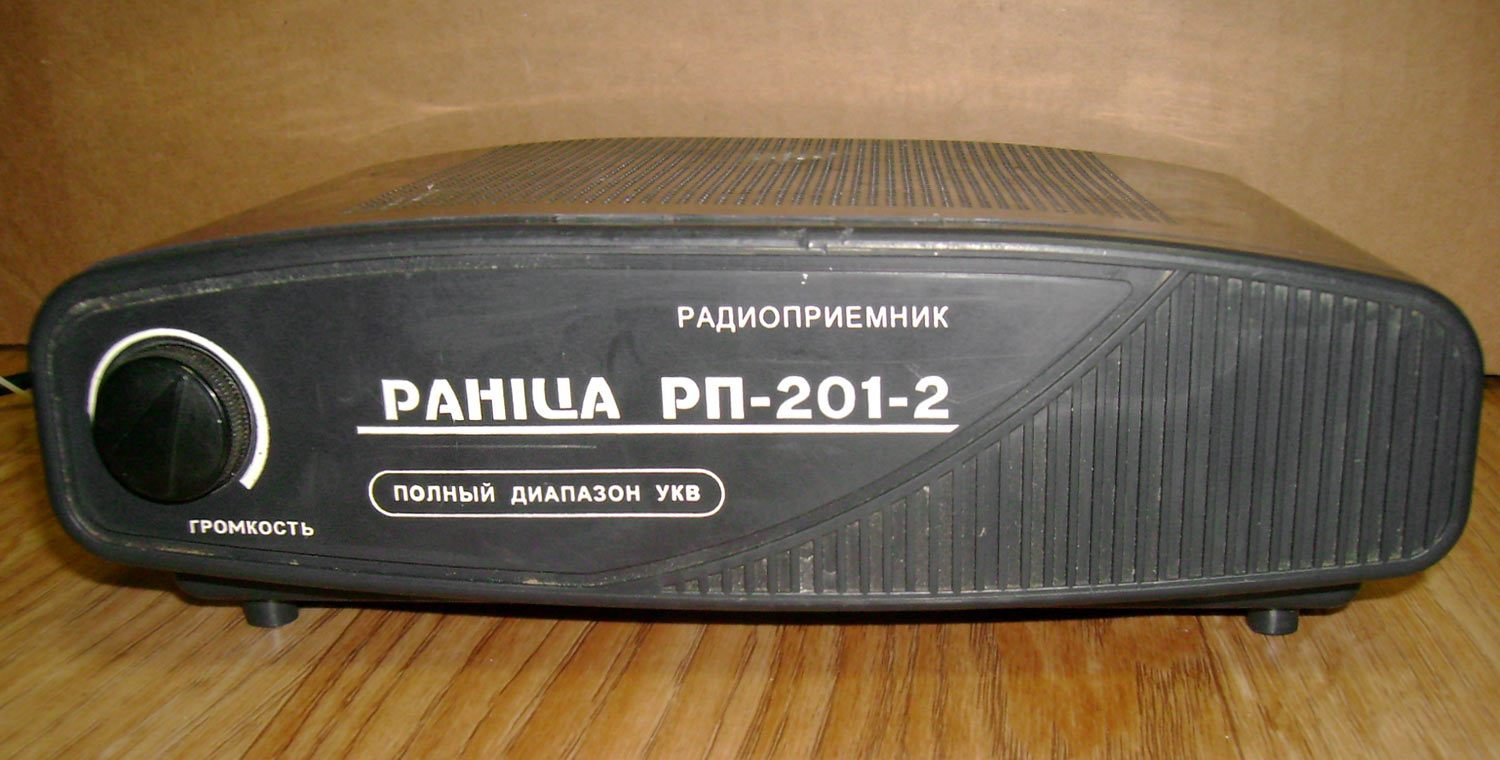 РАДИОПРИЕМНИК
РАНІЦА РП-201-2
ПОЛНЫЙ ДИАПАЗОН УКВ
ГРОМКОСТЬ